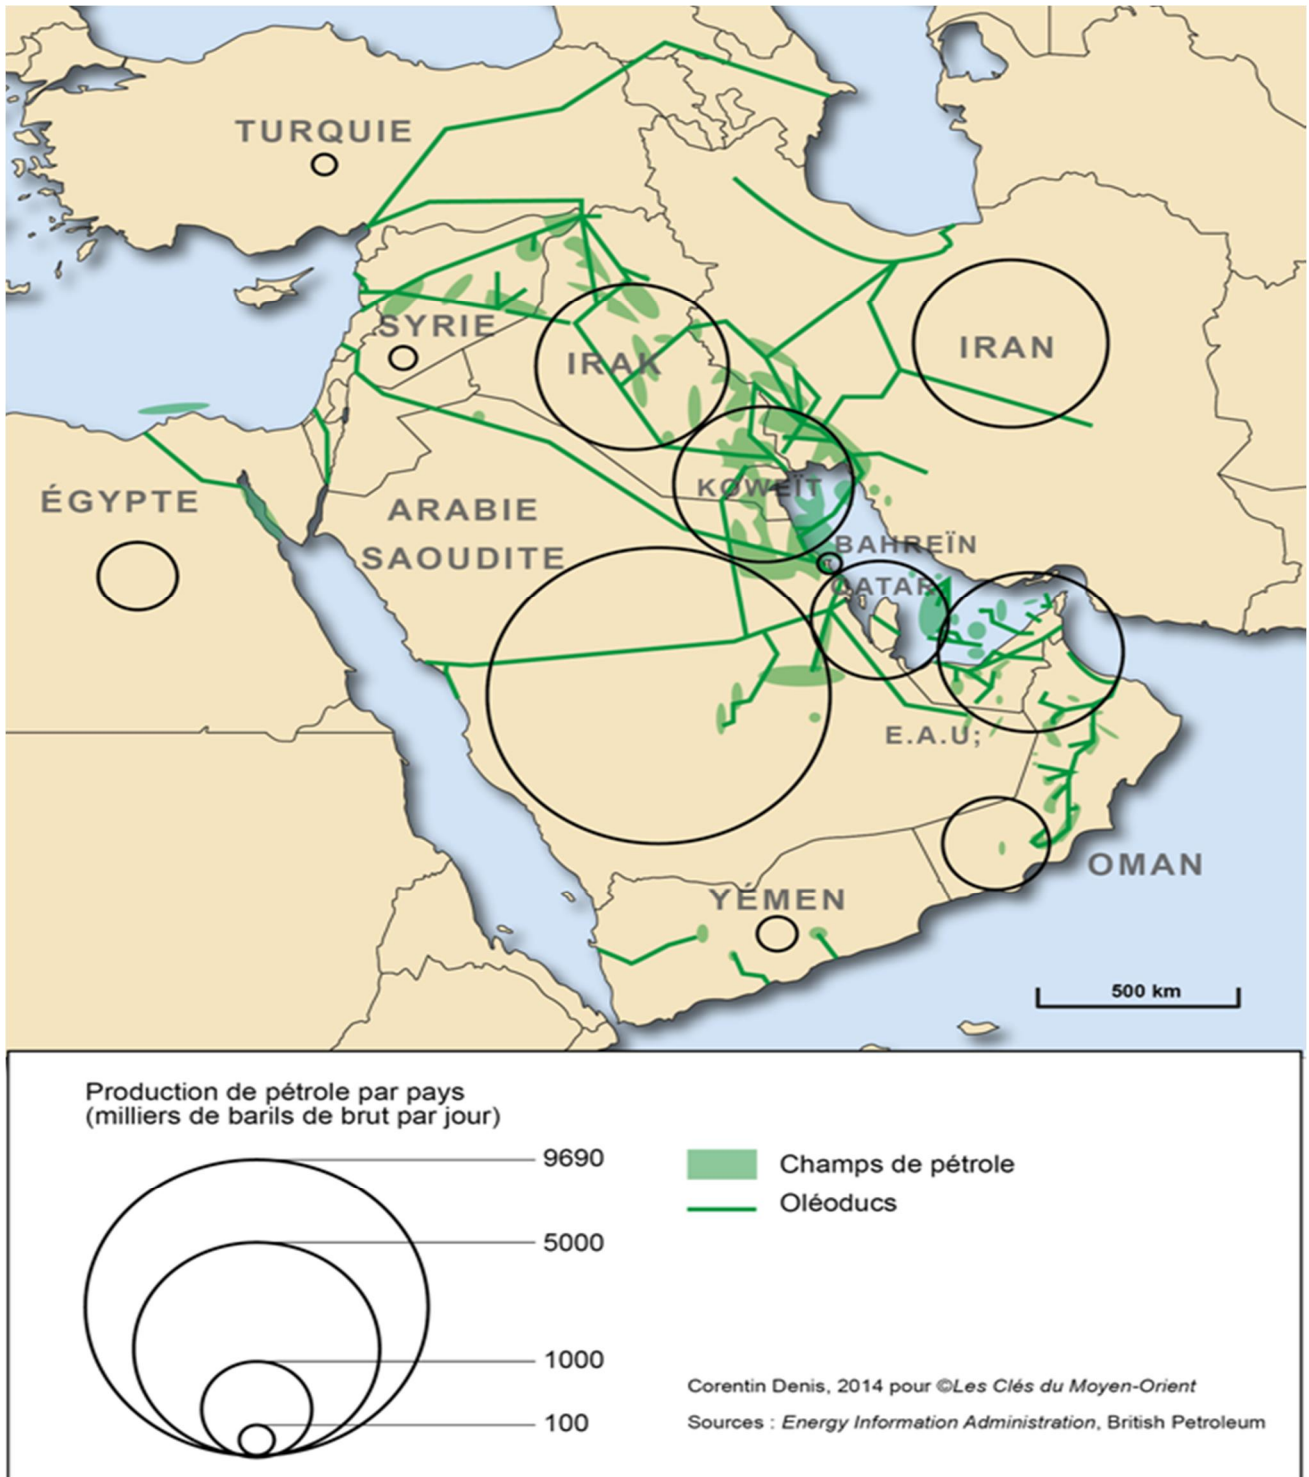 TURQUIE
SYRIE
IRAK
IRAN
KOWEÏT
ÉGYPTE
ARABIE
SAOUDITE
BAHREÏN
QATAR
E.A.U;
OMAN
YÉMEN
500 km
Production de pétrole par pays
(milliers de barils de brut par jour)
9690
5000
1000
100
Champs de pétrole
Oléoducs
Corentin Denis, 2014 pour ©Les Clés du Moyen-Orient
Sources : Energy Information Administration, British Petroleum